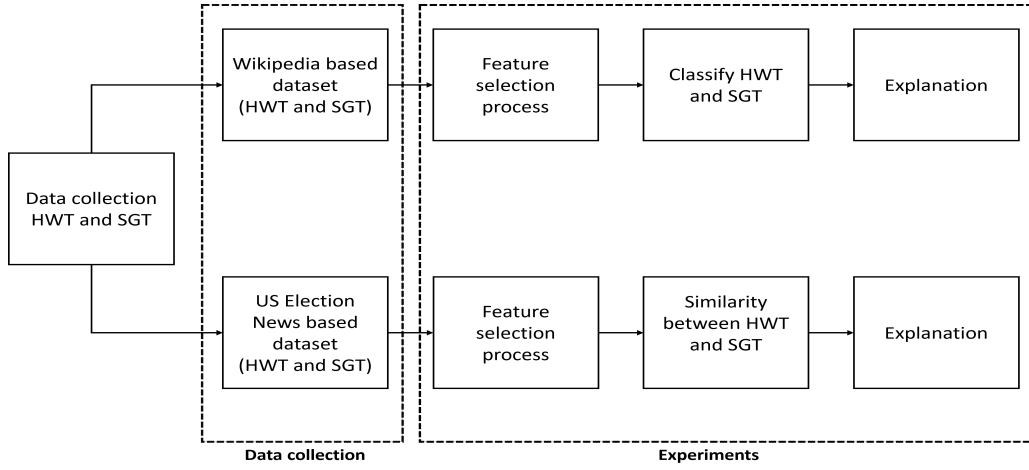 Data collection
HWT and SGT
Wikipedia based
dataset
(HWT and SGT)
Feature
selection
process
Classify HWT
and SGT
Explanation
US Election
News based
dataset
(HWT and SGT)
Feature
selection
process
Similarity
between HWT
and SGT
Explanation
Data collection
Experiments